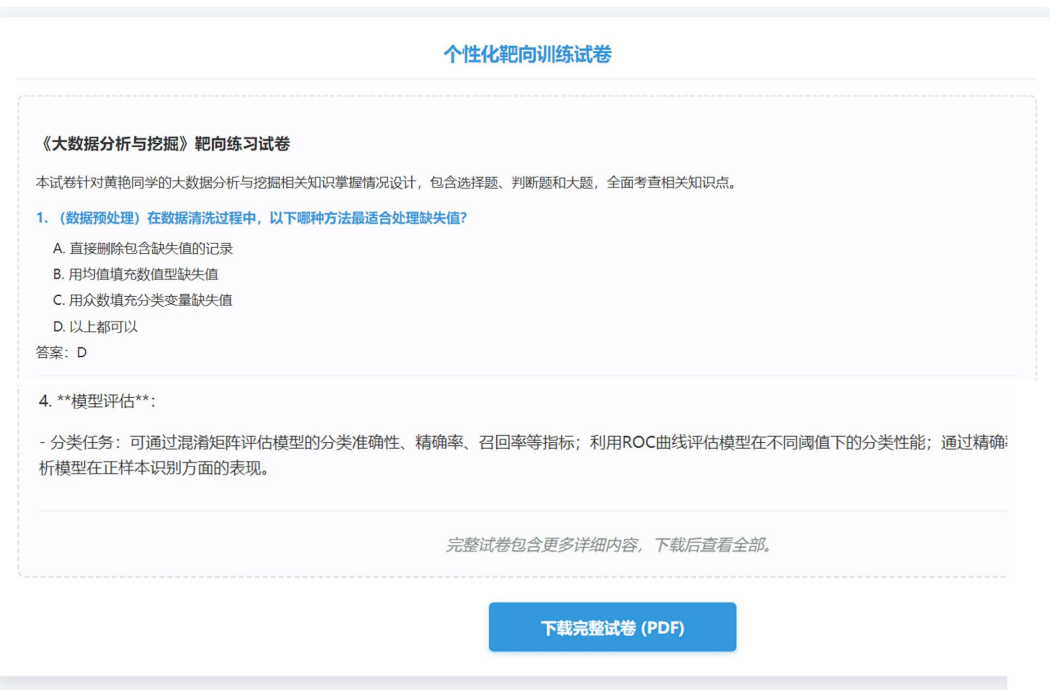 个性化靶向训练试卷
《大数据分析与挖掘》靶向练习试卷
本试卷针对黄艳同学的大数据分析与挖掘相关知识掌握情况设计，包含选择题、判断题和大题，全面考查相关知识点。
1. （数据预处理）在数据清洗过程中，以下哪种方法最适合处理缺失值？
A. 直接删除包含缺失值的记录
B. 用均值填充数值型缺失值
C. 用众数填充分类变量缺失值
D. 以上都可以
答案：D
4. **模型评估**：
- 分类任务：可通过混淆矩阵评估模型的分类准确性、精确率、召回率等指标；利用ROC曲线评估模型在不同阈值下的分类性能；通过精确
析模型在正样本识别方面的表现。
完整试卷包含更多详细内容，下载后查看全部。
下载完整试卷 (PDF)